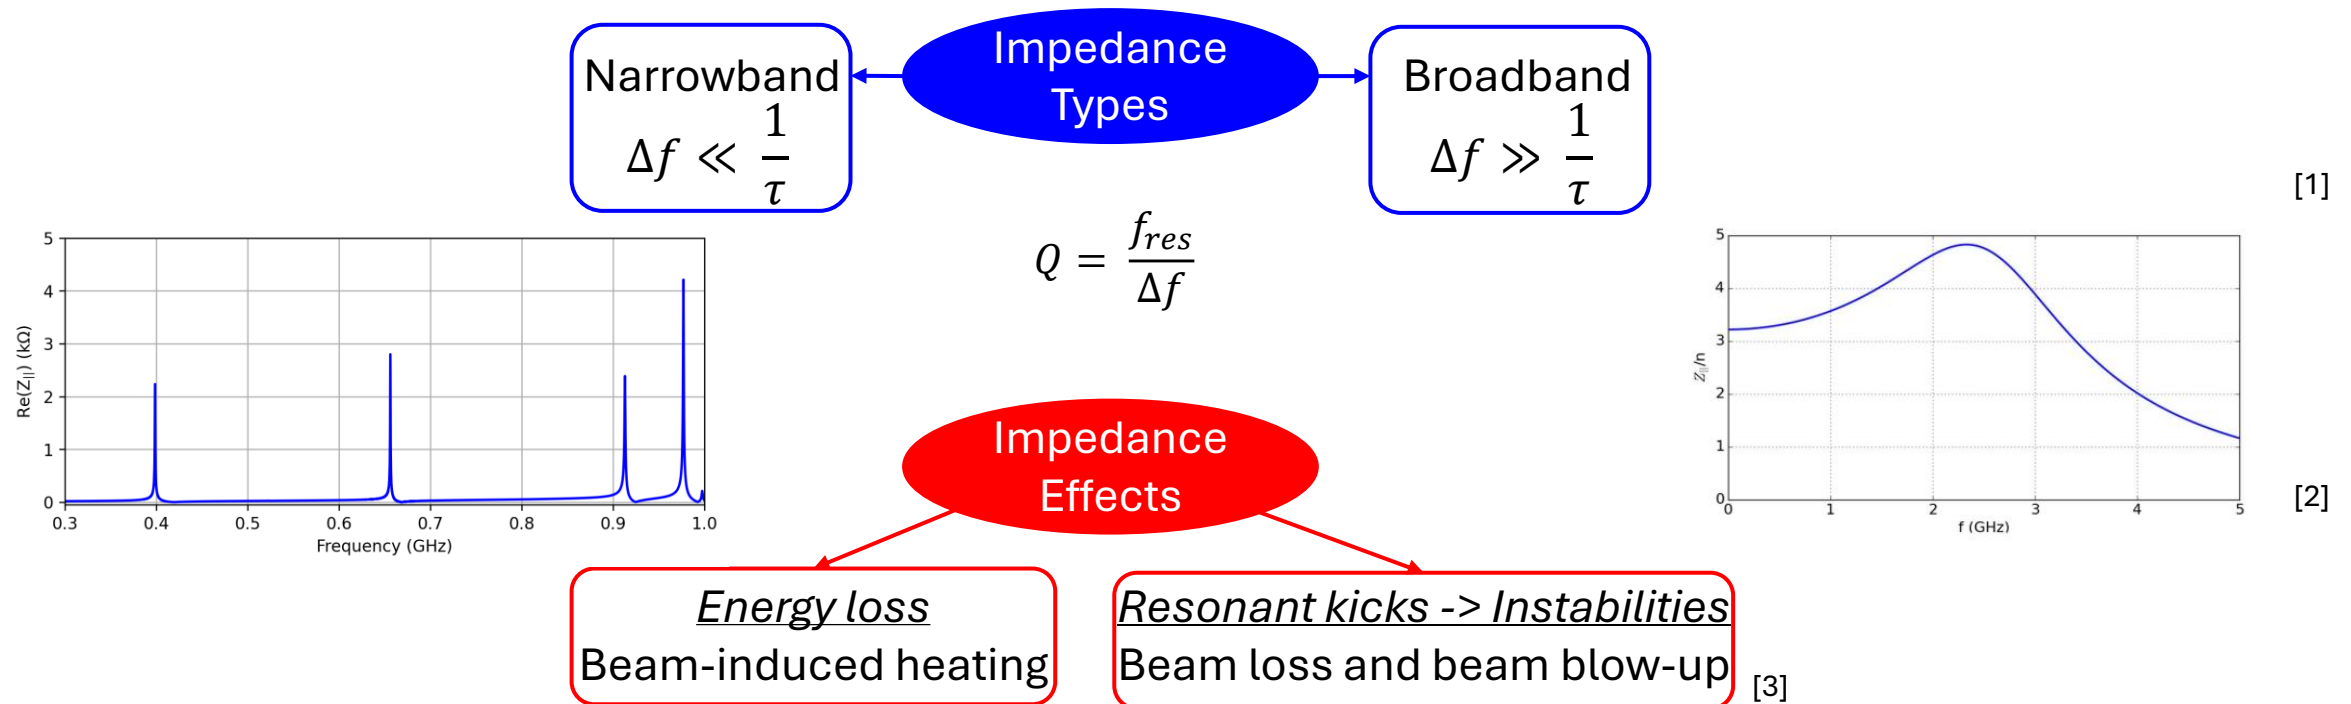 Impedance
Types
Narrowband
Δf ≪ 1/τ
Broadband
Δf ≫ 1/τ
[1]
Q = f_res/Δf
Re(Z||) (kΩ)
5
4
3
2
1
0
0.3 0.4 0.5 0.6 0.7 0.8 0.9 1.0
Frequency (GHz)
Z||/n
5
4
3
2
1
0
0 1 2 3 4 5
f (GHz)
[2]
Impedance
Effects
Energy loss
Beam-induced heating
Resonant kicks -> Instabilities
Beam loss and beam blow-up
[3]